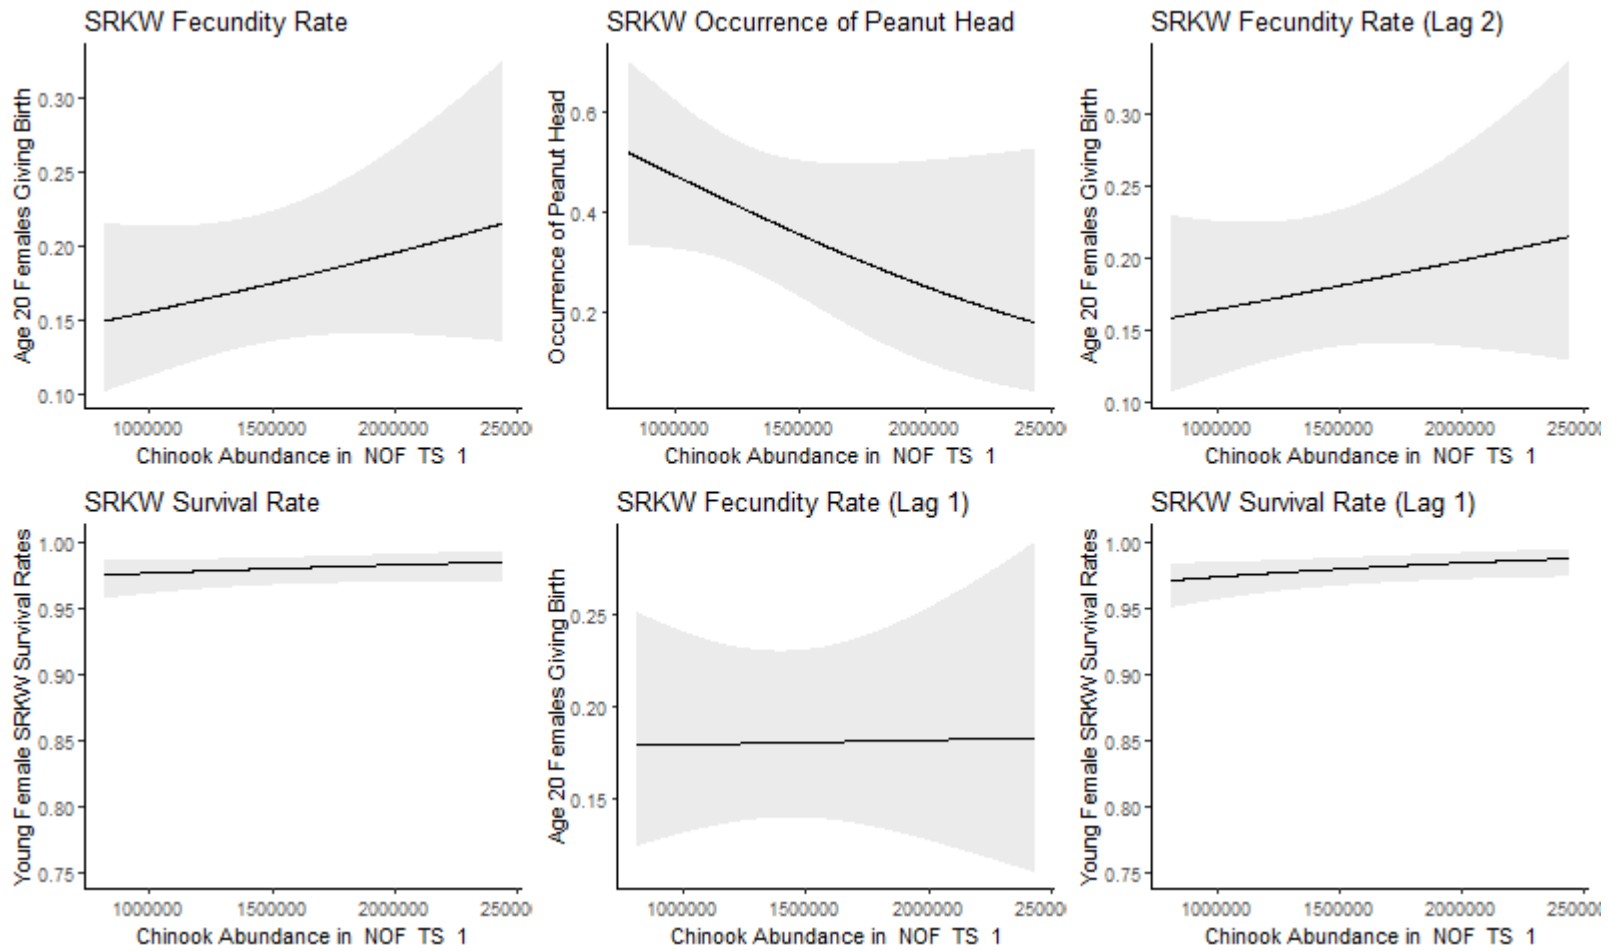 SRKW Fecundity Rate
Age 20 Females Giving Birth
0.30
0.25
0.20
0.15
0.10
1000000 1500000 2000000 250000
Chinook Abundance in NOF TS 1
SRKW Occurrence of Peanut Head
Occurrence of Peanut Head
0.6
0.4
0.2
1000000 1500000 2000000 250000
Chinook Abundance in NOF TS 1
SRKW Fecundity Rate (Lag 2)
Age 20 Females Giving Birth
0.30
0.25
0.20
0.15
0.10
1000000 1500000 2000000 250000
Chinook Abundance in NOF TS 1
SRKW Survival Rate
Young Female SRKW Survival Rates
1.00
0.95
0.90
0.85
0.80
0.75
1000000 1500000 2000000 250000
Chinook Abundance in NOF TS 1
SRKW Fecundity Rate (Lag 1)
Age 20 Females Giving Birth
0.25
0.20
0.15
1000000 1500000 2000000 250000
Chinook Abundance in NOF TS 1
SRKW Survival Rate (Lag 1)
Young Female SRKW Survival Rates
1.00
0.95
0.90
0.85
0.80
0.75
1000000 1500000 2000000 250000
Chinook Abundance in NOF TS 1